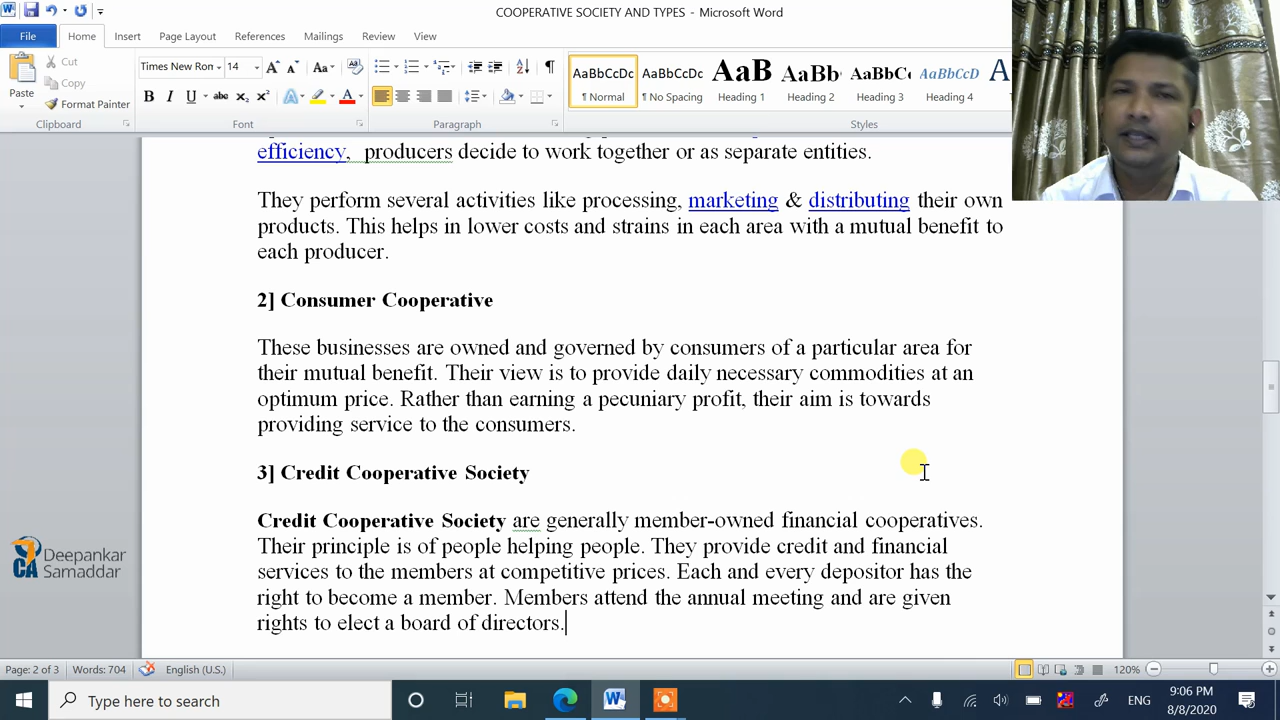 COOPERATIVE SOCIETY AND TYPES - Microsoft Word
File Home Insert Page Layout References Mailings Review View
Paste
Cut
Copy
Format Painter
Clipboard
Times New Ron 14 Aa
B I U abc x₂ x² A A
Font
Paragraph
AaBbCcDc AaBbCcDc AaB AaBb AaBbCc AaBbCcD A
¶ Normal ¶ No Spacing Heading 1 Heading 2 Heading 3 Heading 4
Styles
efficiency, producers decide to work together or as separate entities.
They perform several activities like processing, marketing & distributing their own
products. This helps in lower costs and strains in each area with a mutual benefit to
each producer.
2] Consumer Cooperative
These businesses are owned and governed by consumers of a particular area for
their mutual benefit. Their view is to provide daily necessary commodities at an
optimum price. Rather than earning a pecuniary profit, their aim is towards
providing service to the consumers.
3] Credit Cooperative Society
Credit Cooperative Society are generally member-owned financial cooperatives.
Their principle is of people helping people. They provide credit and financial
services to the members at competitive prices. Each and every depositor has the
right to become a member. Members attend the annual meeting and are given
rights to elect a board of directors.
CA Deepankar
Samaddar
Page: 2 of 3 Words: 704 English (U.S.) 120%
Type here to search
ENG
9:06 PM
8/8/2020